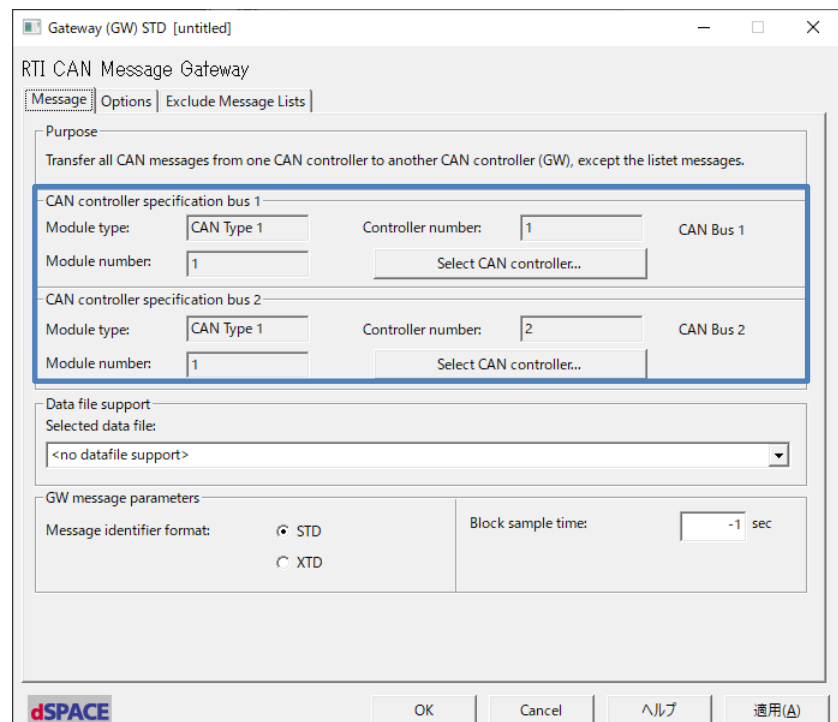 Gateway (GW) STD [untitled]
RTI CAN Message Gateway
Message Options Exclude Message Lists
Purpose
Transfer all CAN messages from one CAN controller to another CAN controller (GW), except the listet messages.
CAN controller specification bus 1
Module type: CAN Type 1 Controller number: 1 CAN Bus 1
Module number: 1 Select CAN controller...
CAN controller specification bus 2
Module type: CAN Type 1 Controller number: 2 CAN Bus 2
Module number: 1 Select CAN controller...
Data file support
Selected data file:
<no datafile support>
GW message parameters
Message identifier format: STD Block sample time: -1 sec
XTD
dSPACE OK Cancel ヘルプ 適用(A)